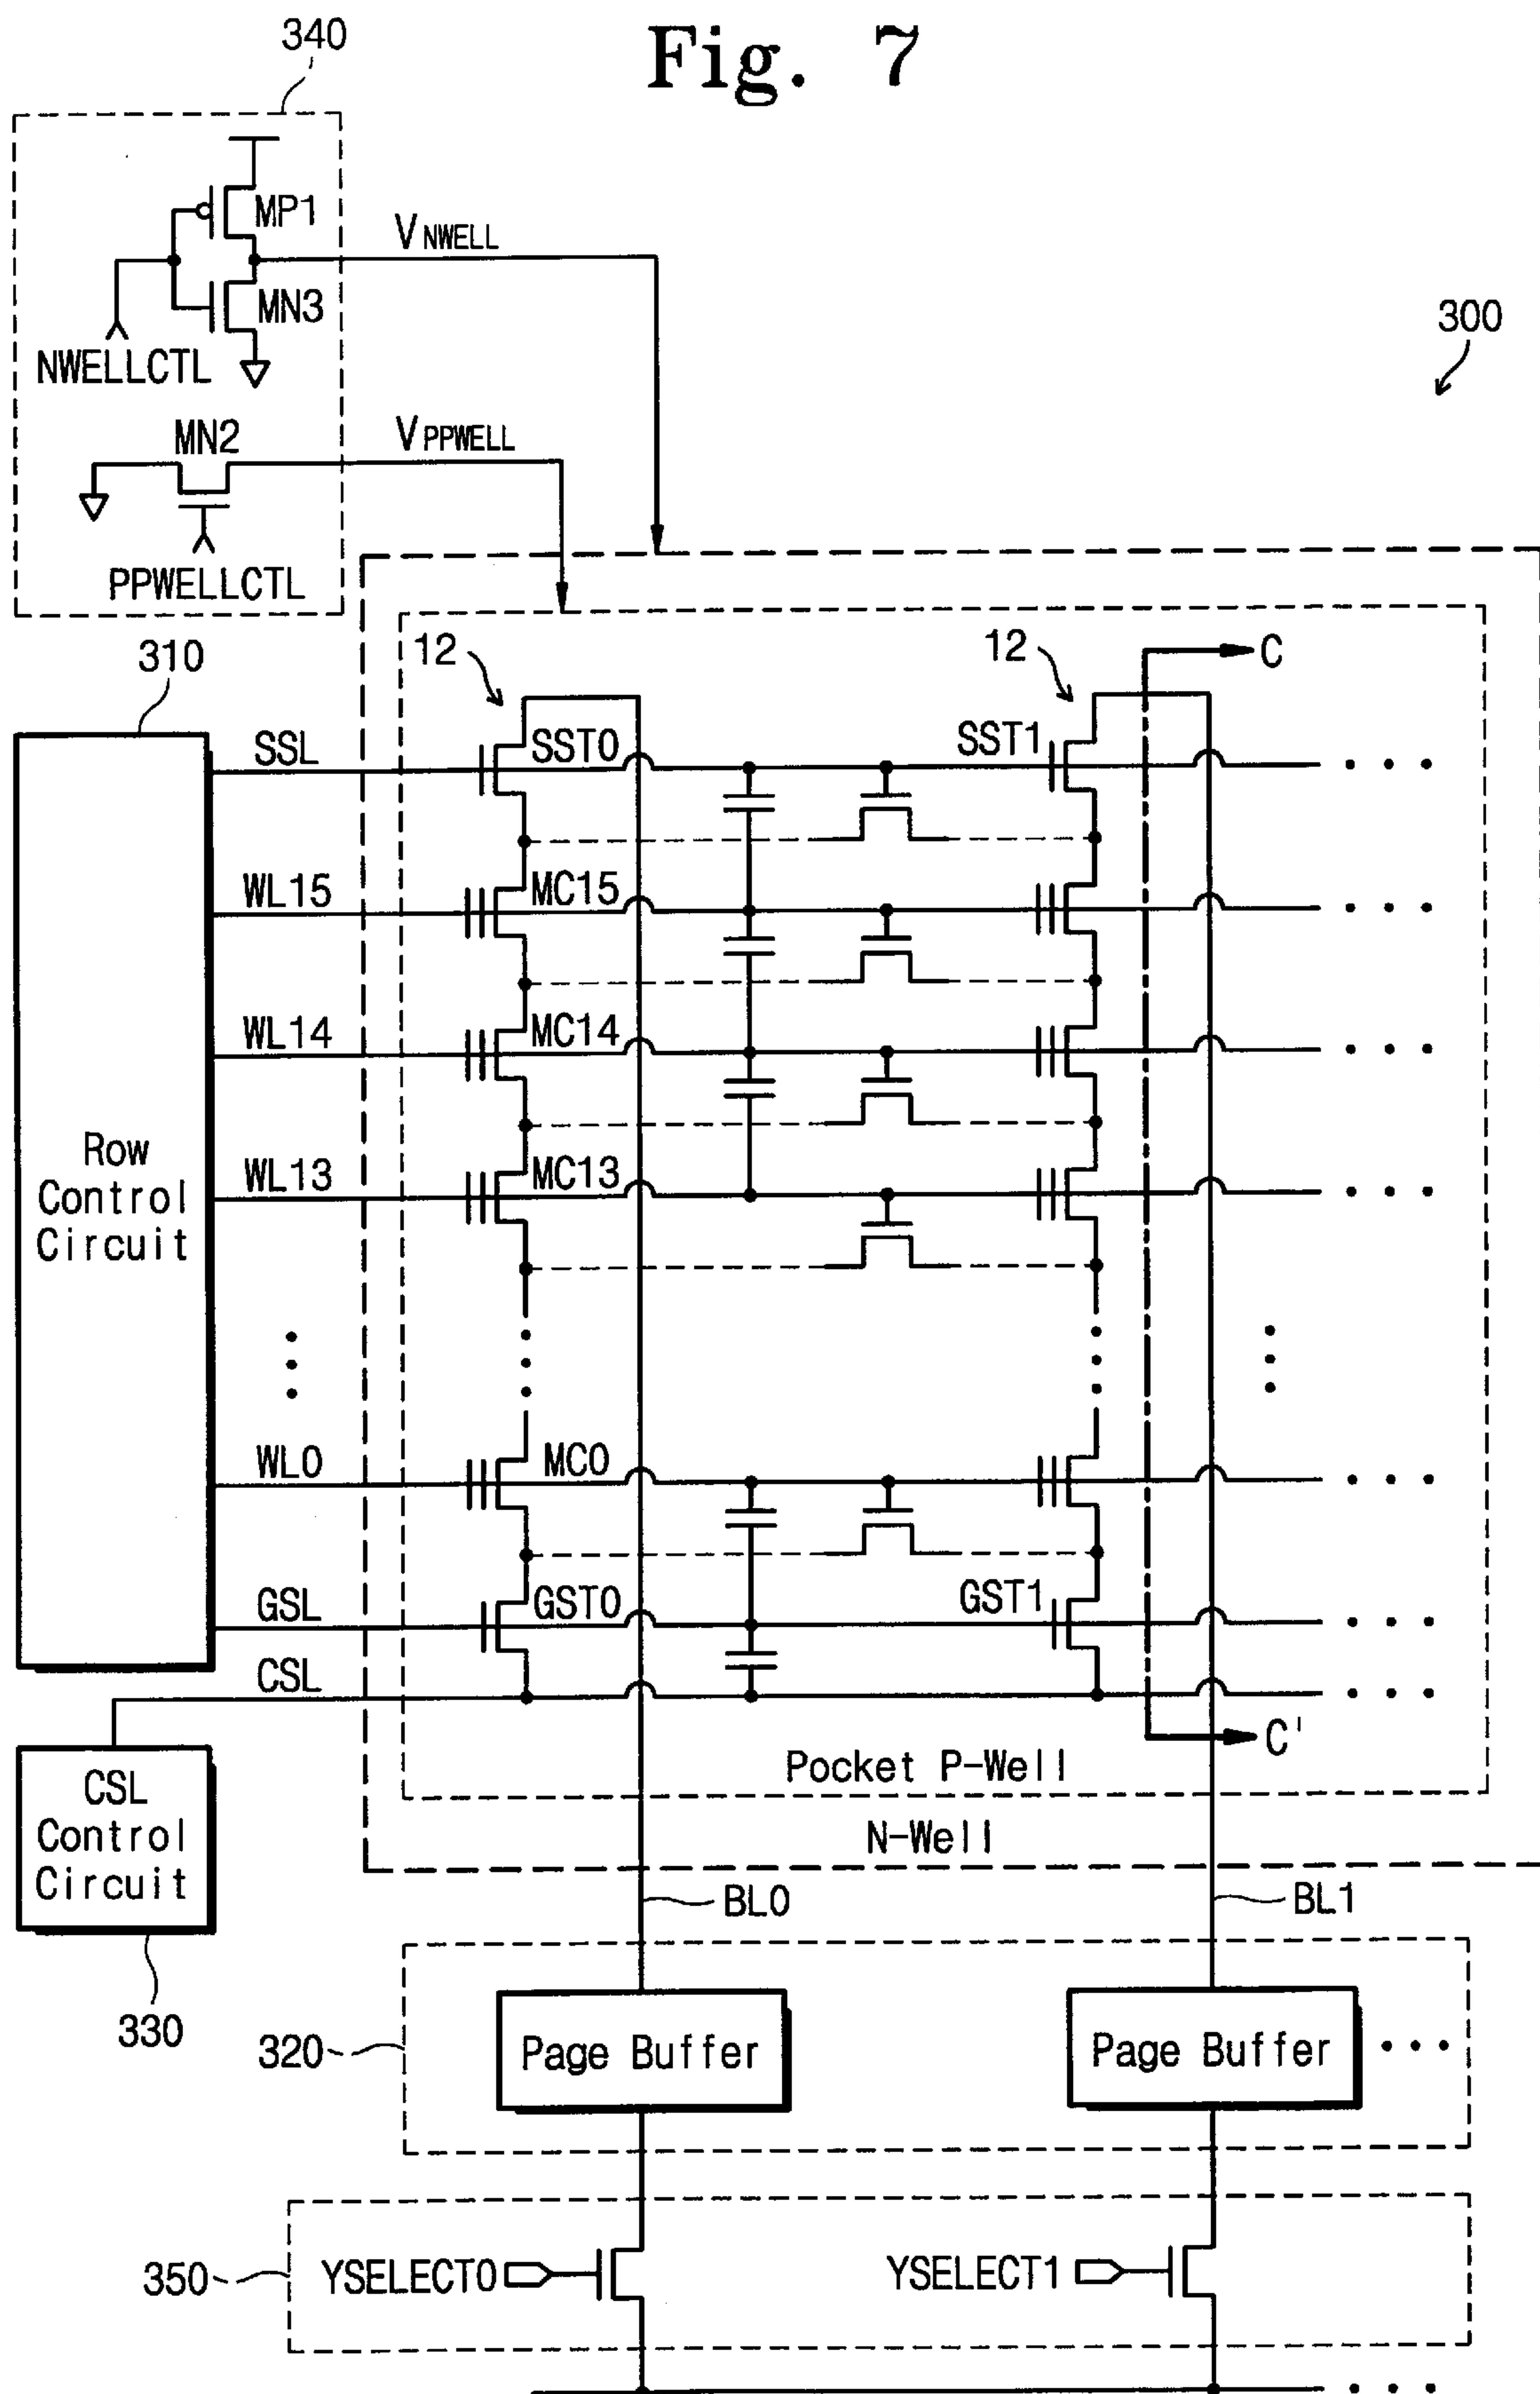 Fig. 7
340
MP1
VNWELL
MN3
NWELLCTL
300
MN2
VPPWELL
PPWELLCTL
310
12
12
C
SSL
SST0
SST1
WL15
MC15
WL14
MC14
Row
Control
Circuit
WL13
MC13
WL0
MC0
GSL
GST0
GST1
CSL
C'
Pocket P-Well
CSL
Control
Circuit
N-Well
BL0
BL1
330
320
Page Buffer
Page Buffer
350
YSELECT0
YSELECT1